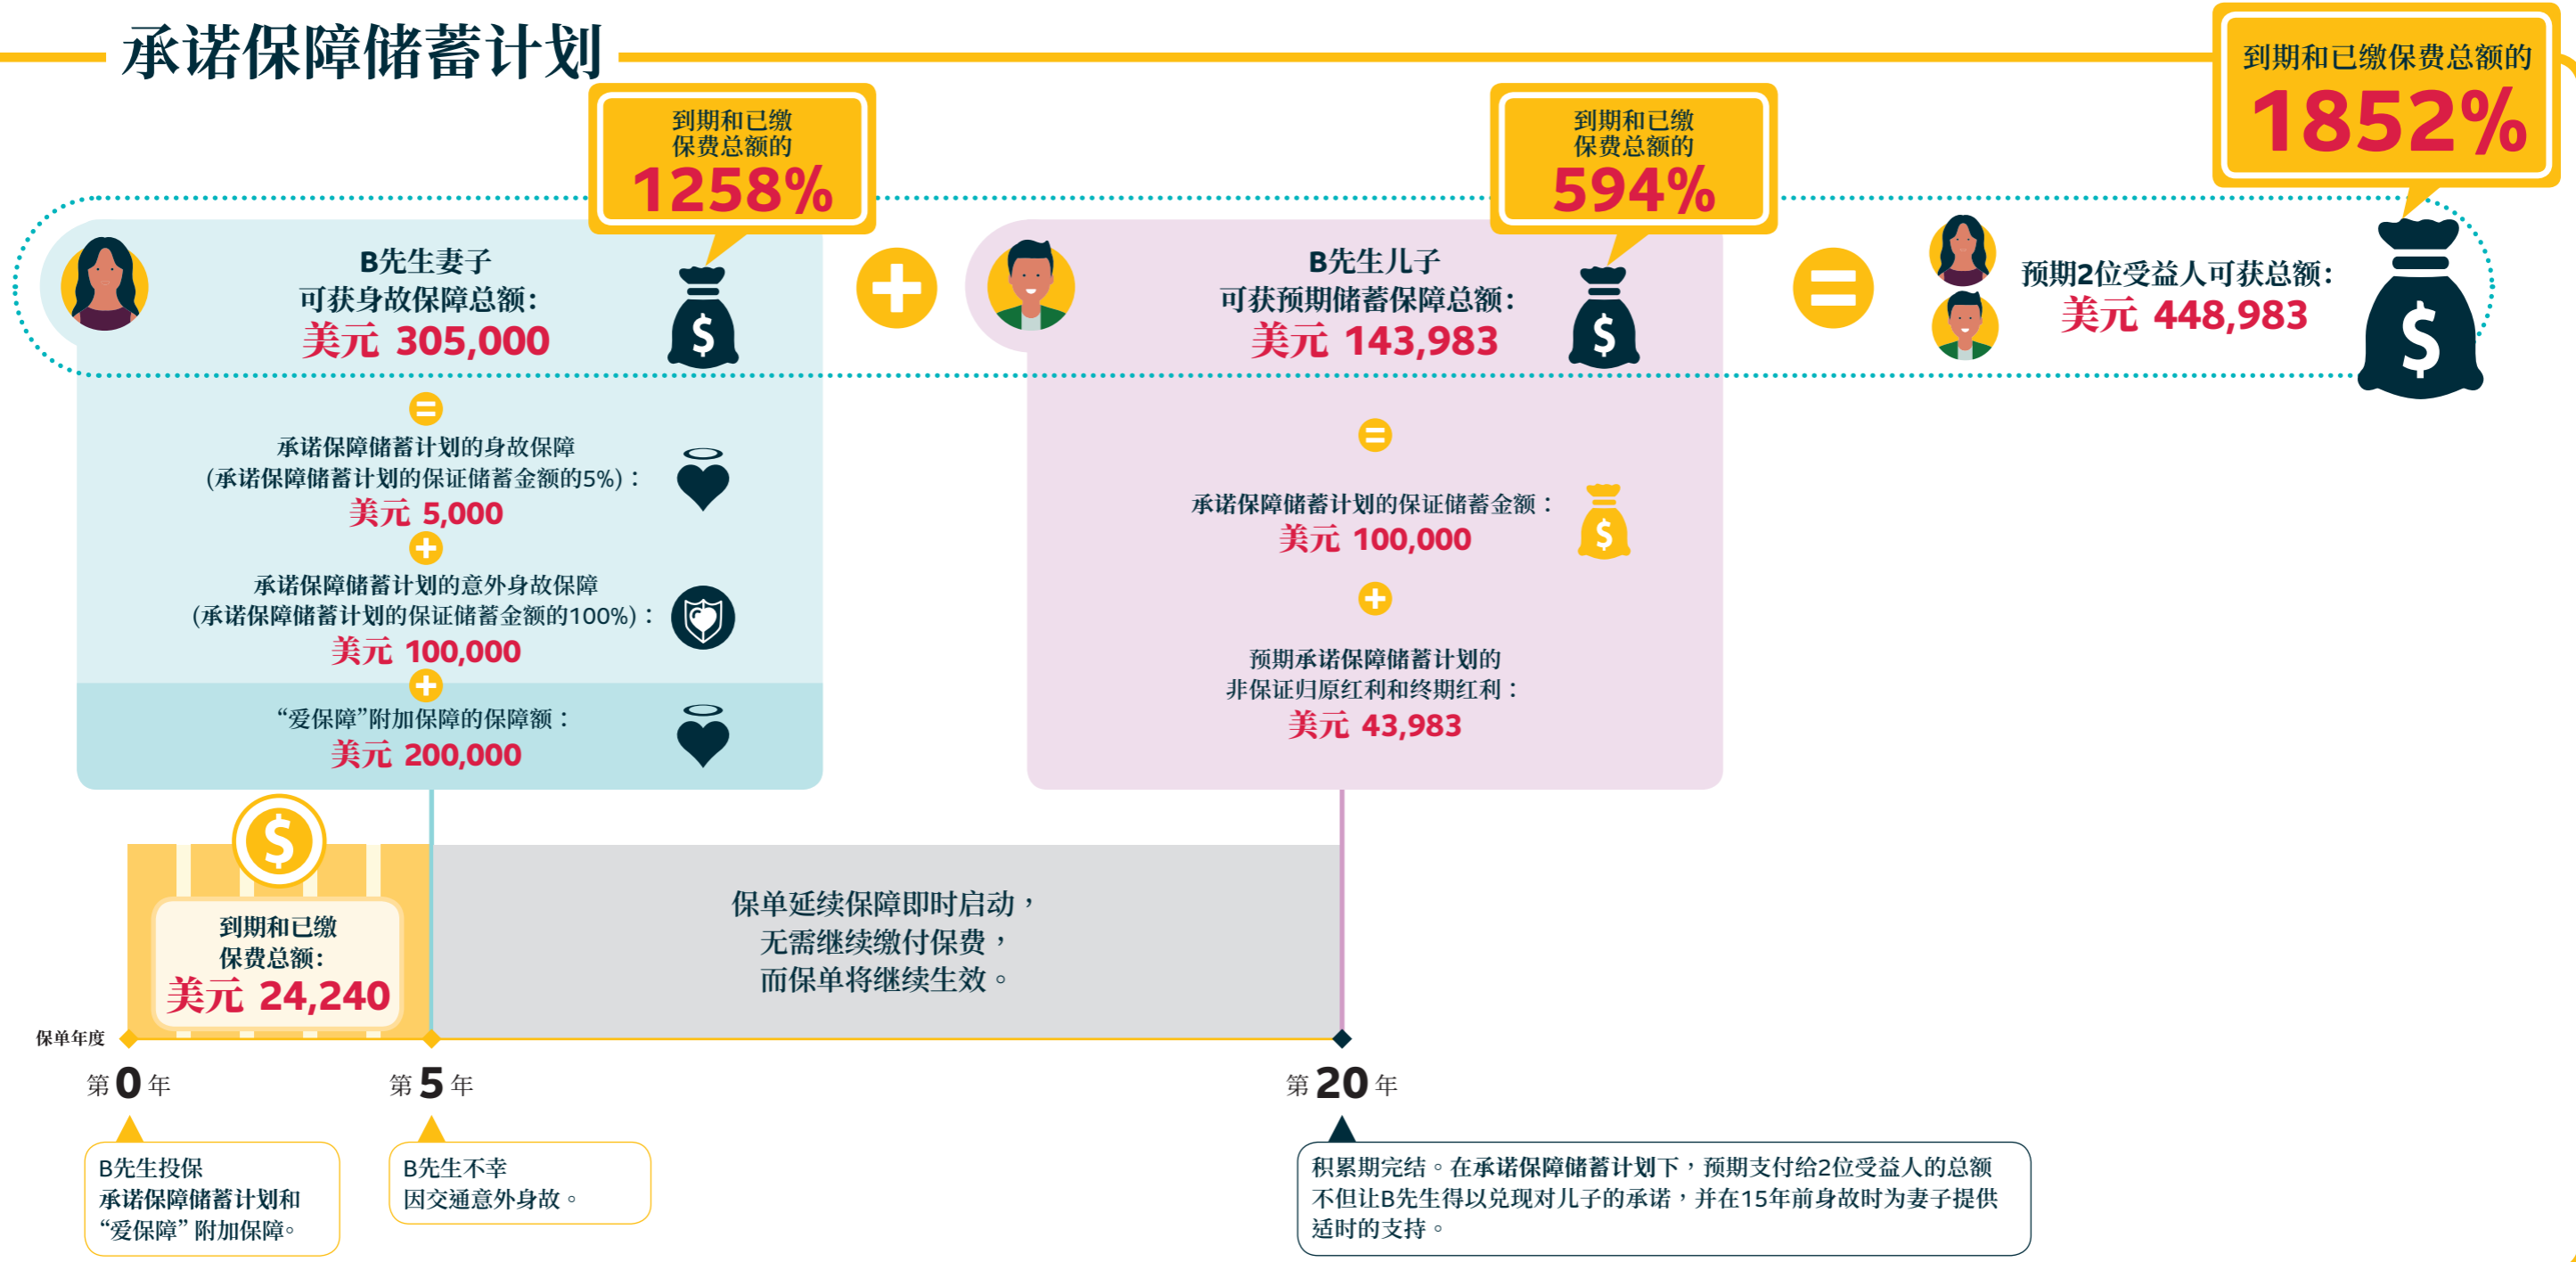 承诺保障储蓄计划
到期和已缴
保费总额的
1258%
到期和已缴
保费总额的
594%
到期和已缴保费总额的
1852%
B先生妻子
可获身故保障总额：
美元 305,000
$
B先生儿子
可获预期储蓄保障总额：
美元 143,983
$
预期2位受益人可获总额：
美元 448,983
$
承诺保障储蓄计划的身故保障
(承诺保障储蓄计划的保证储蓄金额的5%)：
美元 5,000
承诺保障储蓄计划的意外身故保障
(承诺保障储蓄计划的保证储蓄金额的100%)：
美元 100,000
“爱保障”附加保障的保障额：
美元 200,000
承诺保障储蓄计划的保证储蓄金额：
美元 100,000
$
预期承诺保障储蓄计划的
非保证归原红利和终期红利：
美元 43,983
$
到期和已缴
保费总额：
美元 24,240
保单延续保障即时启动，
无需继续缴付保费，
而保单将继续生效。
保单年度
第0年
第5年
第20年
B先生投保
承诺保障储蓄计划和
“爱保障” 附加保障。
B先生不幸
因交通意外身故。
积累期完结。在承诺保障储蓄计划下，预期支付给2位受益人的总额
不但让B先生得以兑现对儿子的承诺，并在15年前身故时为妻子提供
适时的支持。